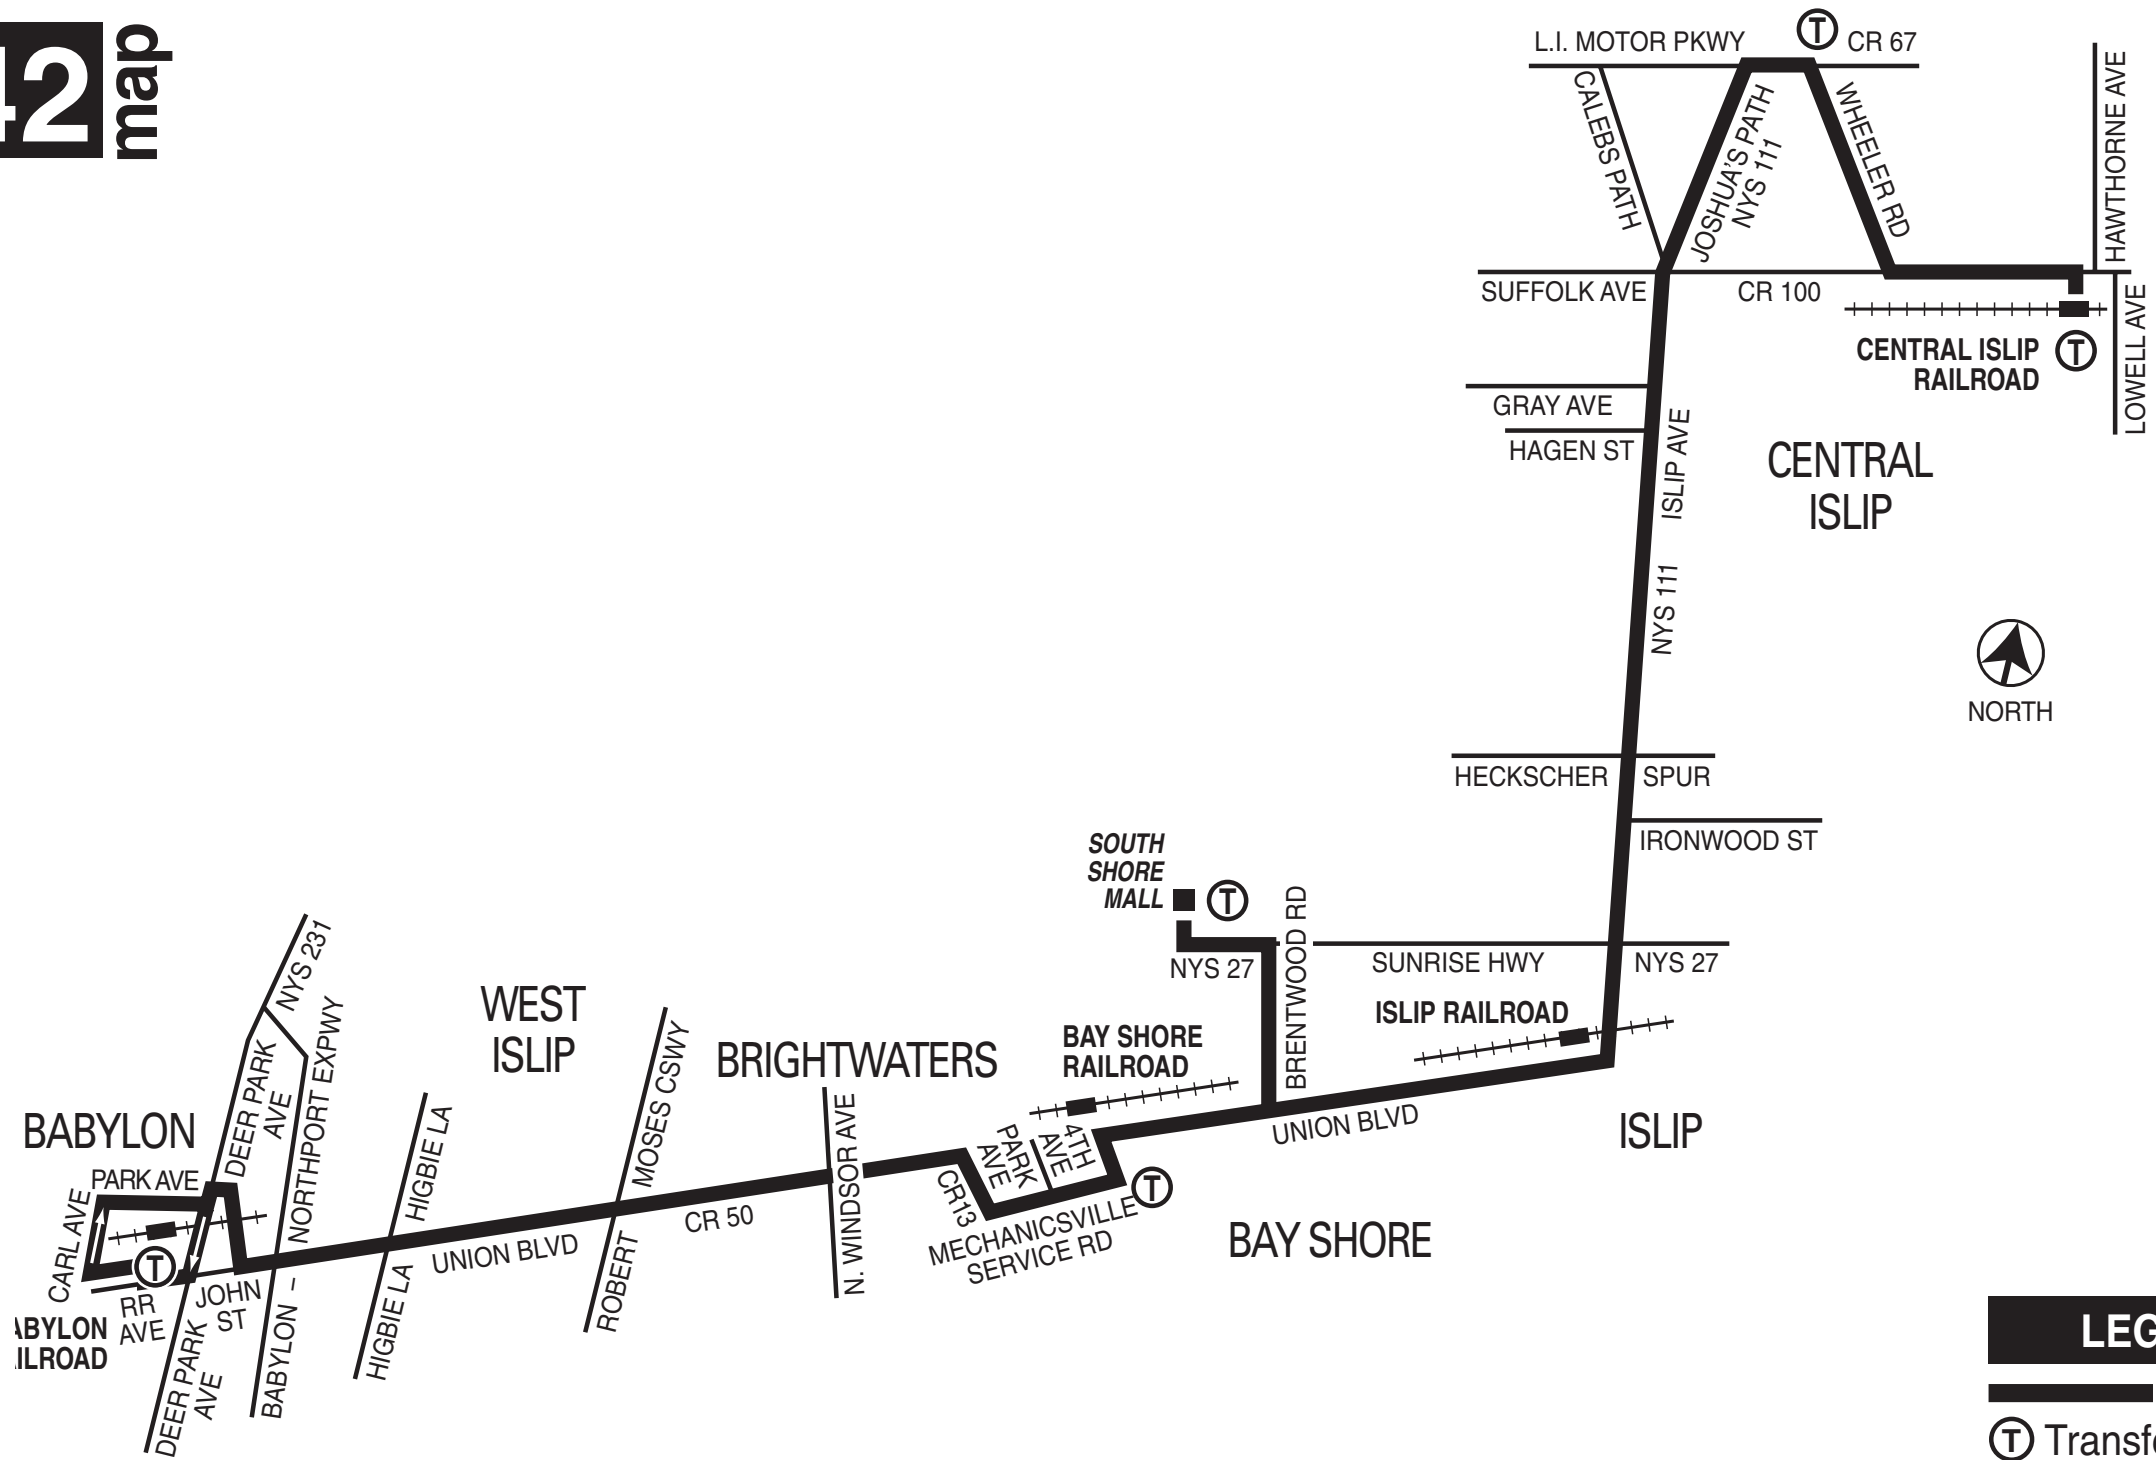 42
map
L.I. MOTOR PKWY
T
CR 67
CALEBS PATH
JOSHUA'S PATH
NYS 111
WHEELER RD
HAWTHORNE AVE
SUFFOLK AVE
CR 100
LOWELL AVE
CENTRAL ISLIP
RAILROAD
T
GRAY AVE
HAGEN ST
ISLIP AVE
NYS 111
CENTRAL
ISLIP
NORTH
HECKSCHER
SPUR
IRONWOOD ST
SOUTH
SHORE
MALL
T
NYS 27
BRENTWOOD RD
SUNRISE HWY
NYS 27
ISLIP RAILROAD
BAY SHORE
RAILROAD
UNION BLVD
ISLIP
NYS 231
WEST
ISLIP
BRIGHTWATERS
BABYLON
PARK AVE
CARL AVE
DEER PARK
AVE
BABYLON – NORTHPORT EXPWY
HIGBIE LA
HIGBIE LA
UNION BLVD
ROBERT
MOSES CSWY
CR 50
N. WINDSOR AVE
CR13
PARK
AVE
4TH
AVE
T
MECHANICSVILLE
SERVICE RD
BAY SHORE
T
RR
AVE
JOHN
ST
ABYLON
ILROAD
DEER PARK
AVE
LEG
T Transf